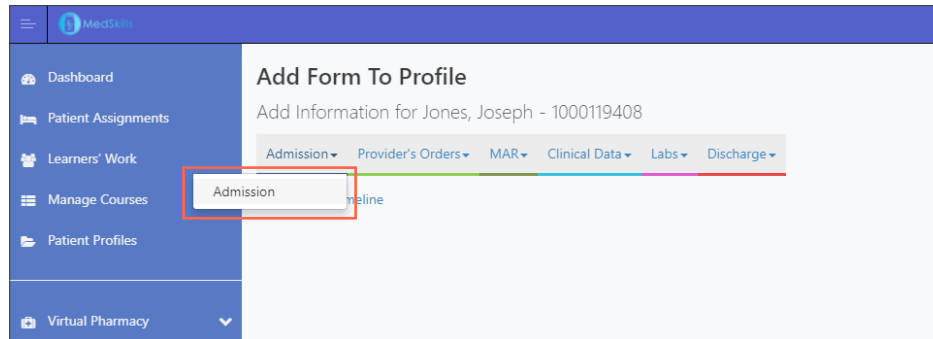 MedSkills
Dashboard
Patient Assignments
Learners' Work
Manage Courses
Patient Profiles
Virtual Pharmacy
Add Form To Profile
Add Information for Jones, Joseph - 1000119408
Admission Provider's Orders MAR Clinical Data Labs Discharge
Admission
meline